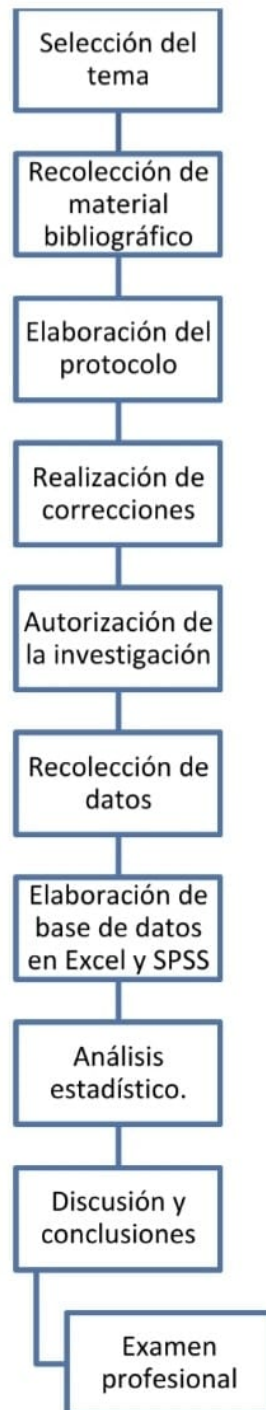 Selección del
tema
Recolección de
material
bibliográfico
Elaboración del
protocolo
Realización de
correcciones
Autorización de
la investigación
Recolección de
datos
Elaboración de
base de datos
en Excel y SPSS
Análisis
estadístico.
Discusión y
conclusiones
Examen
profesional